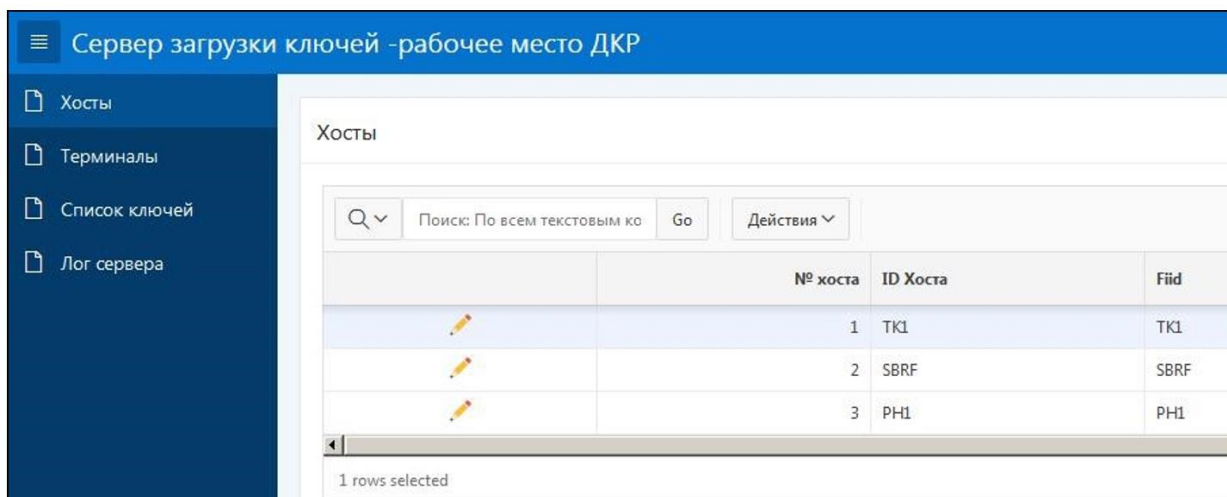 Сервер загрузки ключей -рабочее место ДКР
Хосты
Терминалы
Список ключей
Лог сервера
Хосты
Поиск: По всем текстовым ко Go Действия
№ хоста ID Хоста Fiid
1 TK1 TK1
2 SBRF SBRF
3 PH1 PH1
1 rows selected